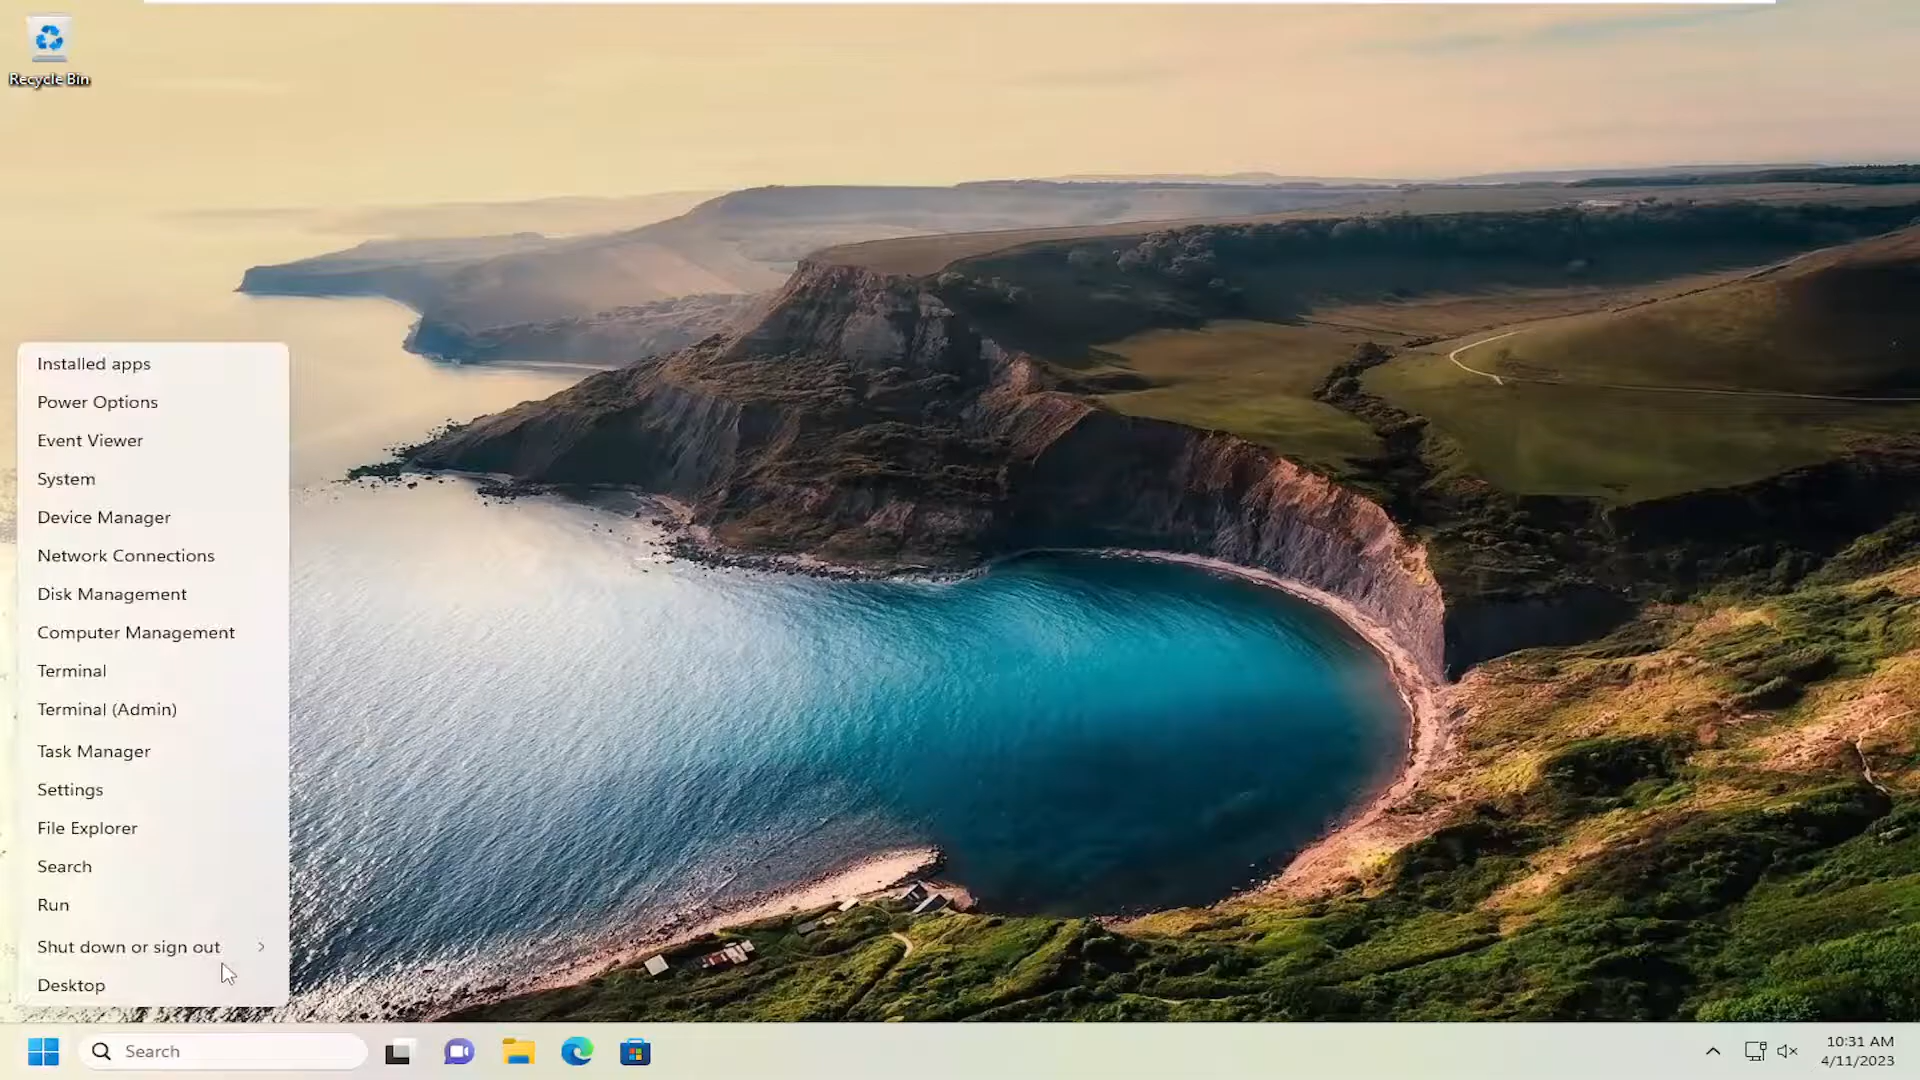 Recycle Bin
Installed apps
Power Options
Event Viewer
System
Device Manager
Network Connections
Disk Management
Computer Management
Terminal
Terminal (Admin)
Task Manager
Settings
File Explorer
Search
Run
Shut down or sign out
Desktop
Search
10:31 AM
4/11/2023